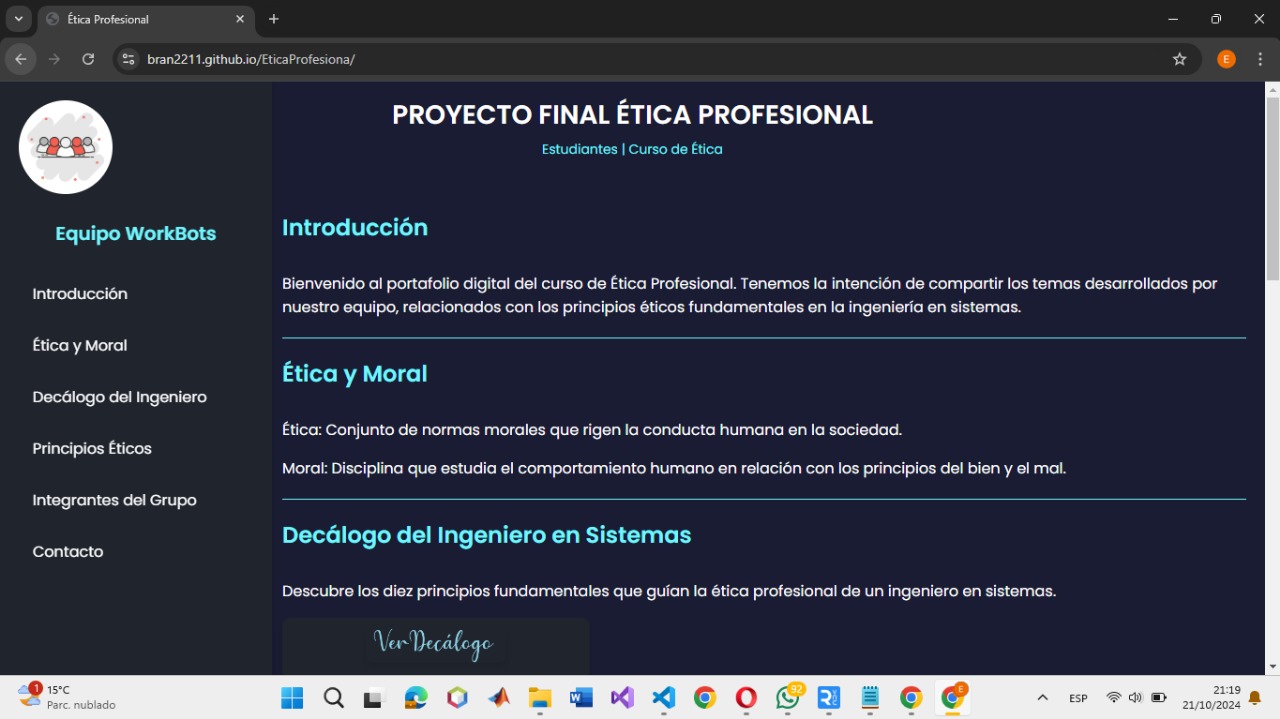 Ética Profesional
bran2211.github.io/EticaProfesiona/
E
PROYECTO FINAL ÉTICA PROFESIONAL
Estudiantes | Curso de Ética
Equipo WorkBots
Introducción
Ética y Moral
Decálogo del Ingeniero
Principios Éticos
Integrantes del Grupo
Contacto
Introducción
Bienvenido al portafolio digital del curso de Ética Profesional. Tenemos la intención de compartir los temas desarrollados por
nuestro equipo, relacionados con los principios éticos fundamentales en la ingeniería en sistemas.
Ética y Moral
Ética: Conjunto de normas morales que rigen la conducta humana en la sociedad.
Moral: Disciplina que estudia el comportamiento humano en relación con los principios del bien y el mal.
Decálogo del Ingeniero en Sistemas
Descubre los diez principios fundamentales que guían la ética profesional de un ingeniero en sistemas.
Ver Decálogo
1
15°C
Parc. nublado
92
E
ESP
21:19
21/10/2024